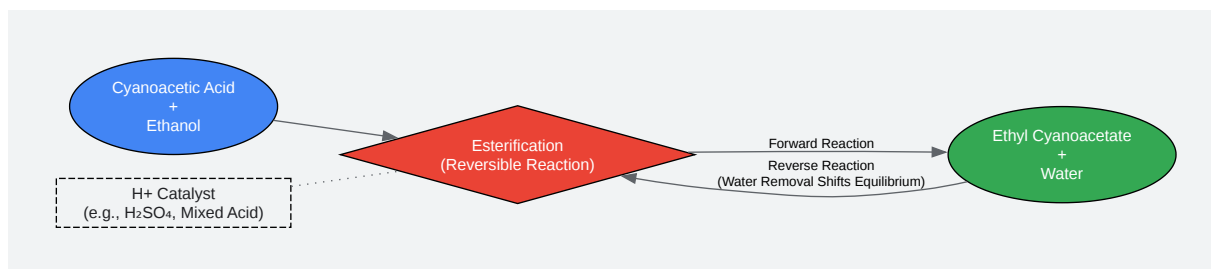 Cyanoacetic Acid
+
Ethanol
H+ Catalyst
(e.g., H₂SO₄, Mixed Acid)
Esterification
(Reversible Reaction)
Forward Reaction
Reverse Reaction
(Water Removal Shifts Equilibrium)
Ethyl Cyanoacetate
+
Water